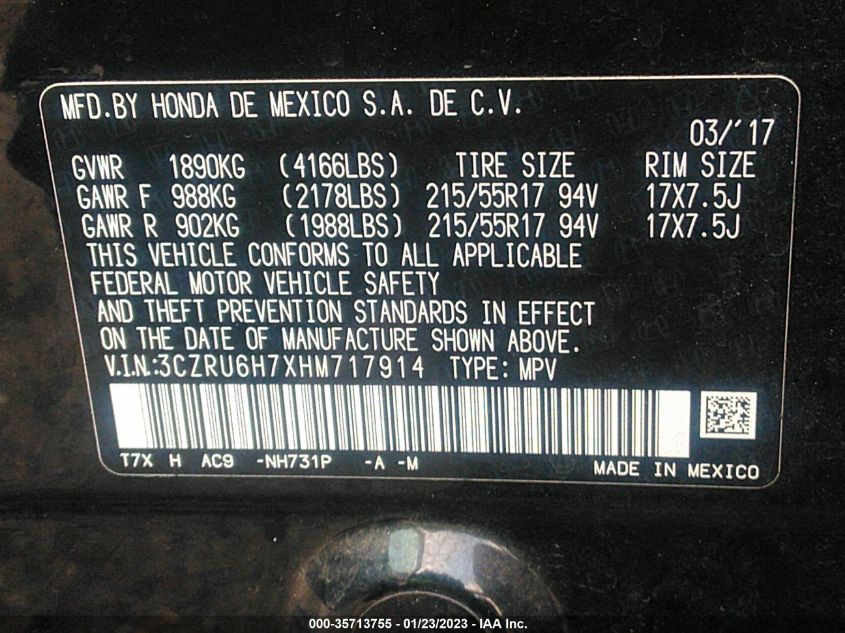 MFD.BY HONDA DE MEXICO S.A. DE C.V.
03/'17
GVWR 1890KG (4166LBS) TIRE SIZE RIM SIZE
GAWR F 988KG (2178LBS) 215/55R17 94V 17X7.5J
GAWR R 902KG (1988LBS) 215/55R17 94V 17X7.5J
THIS VEHICLE CONFORMS TO ALL APPLICABLE
FEDERAL MOTOR VEHICLE SAFETY
AND THEFT PREVENTION STANDARDS IN EFFECT
ON THE DATE OF MANUFACTURE SHOWN ABOVE.
V.I.N.:3CZRU6H7XHM717914 TYPE: MPV
T7X H AC9 -NH731P -A -M MADE IN MEXICO
000-35713755 - 01/23/2023 - IAA Inc.